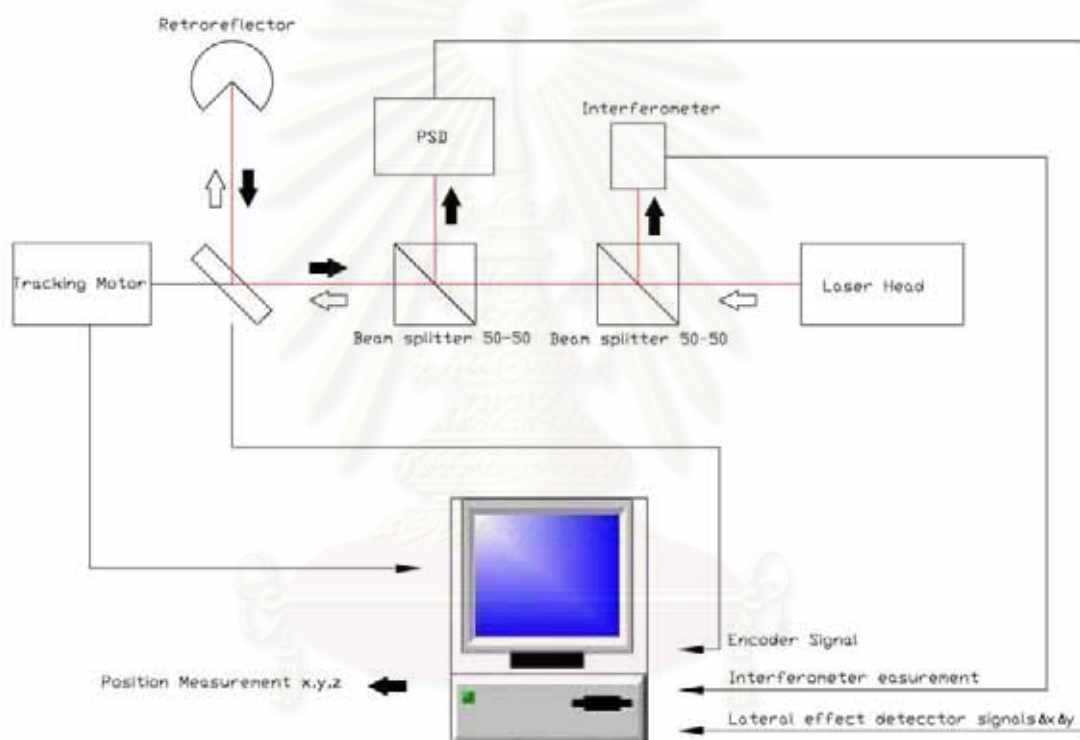 Retroreflector
PSD
Interferometer
Tracking Motor
Laser Head
Beam splitter 50-50
Beam splitter 50-50
Encoder Signal
Position Measurement x.y.z
Interferometer easurement
Lateral effect detecctor signalsΔxΔy